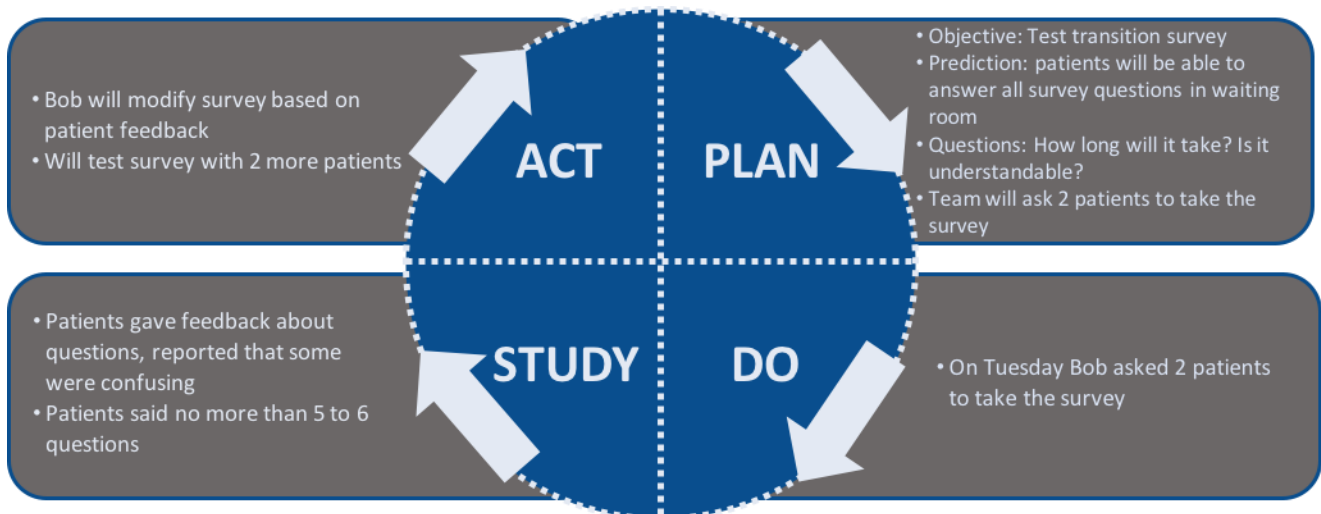 • Bob will modify survey based on
patient feedback
• Will test survey with 2 more patients
ACT
PLAN
• Objective: Test transition survey
• Prediction: patients will be able to
answer all survey questions in waiting
room
• Questions: How long will it take? Is it
understandable?
• Team will ask 2 patients to take the
survey
• Patients gave feedback about
questions, reported that some
were confusing
• Patients said no more than 5 to 6
questions
STUDY
DO
• On Tuesday Bob asked 2 patients
to take the survey